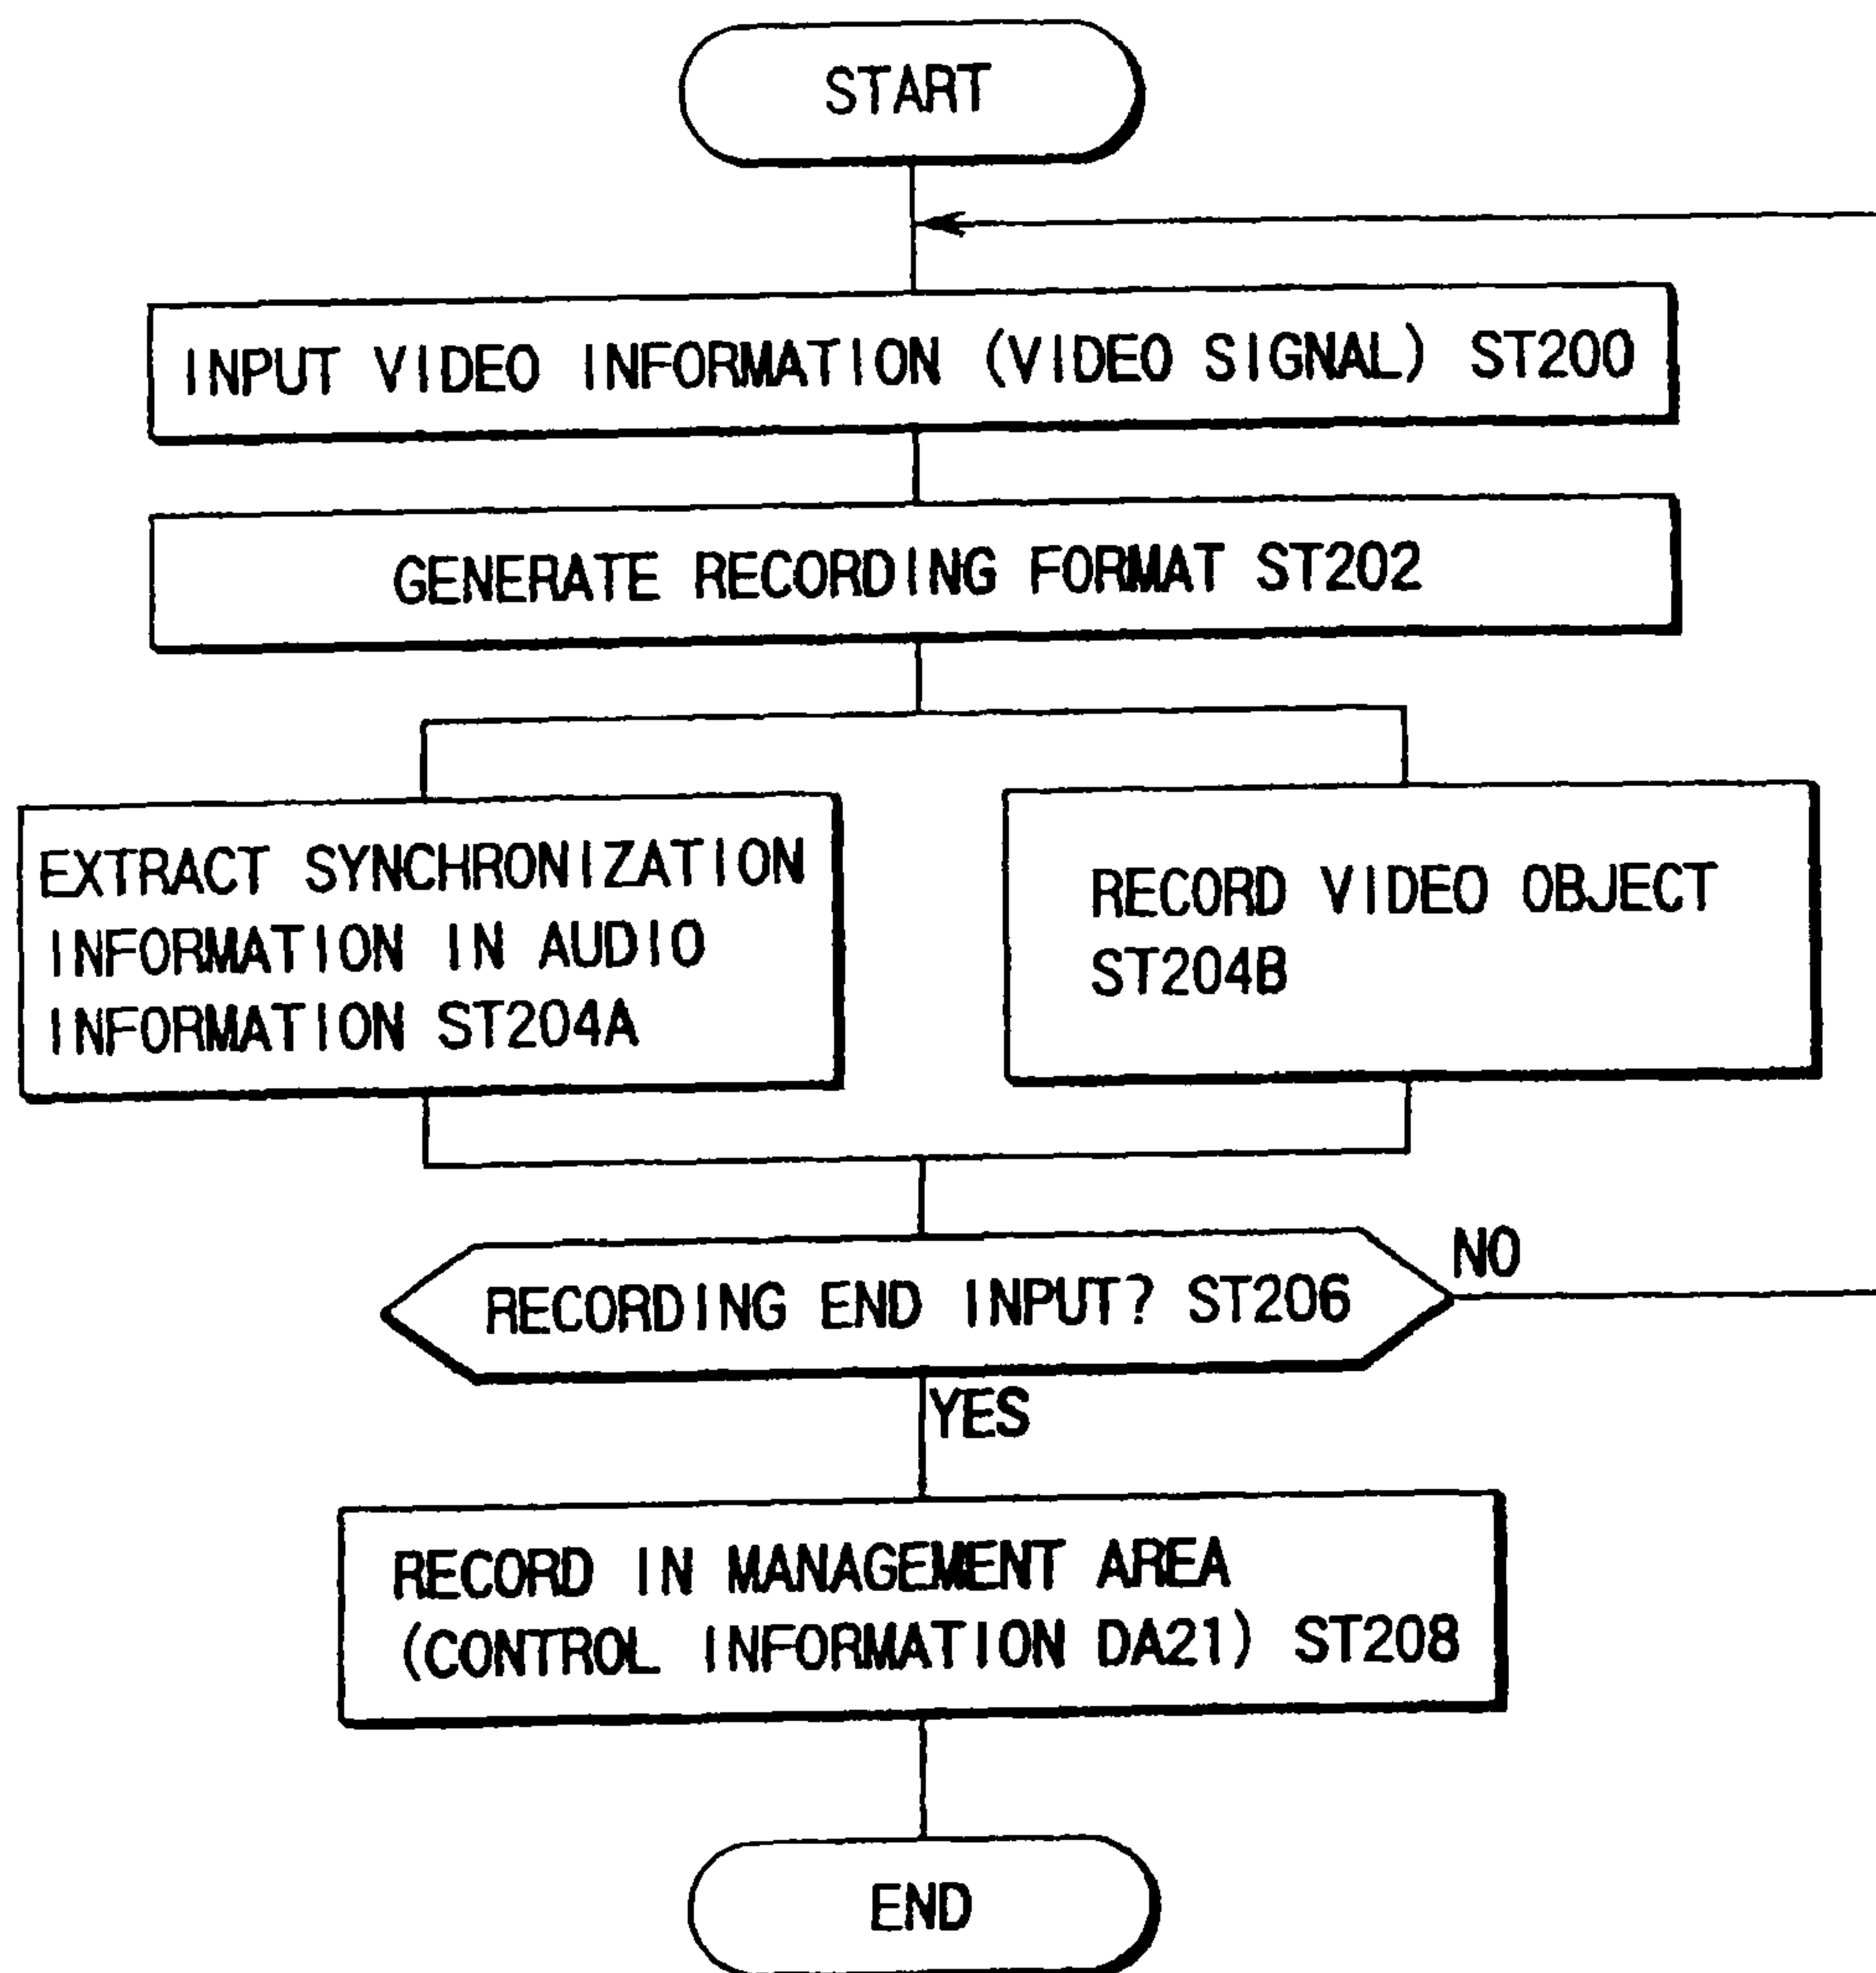 START
INPUT VIDEO INFORMATION (VIDEO SIGNAL) ST200
GENERATE RECORDING FORMAT ST202
EXTRACT SYNCHRONIZATION
INFORMATION IN AUDIO
INFORMATION ST204A
RECORD VIDEO OBJECT
ST204B
RECORDING END INPUT? ST206
NO
YES
RECORD IN MANAGEMENT AREA
(CONTROL INFORMATION DA21) ST208
END